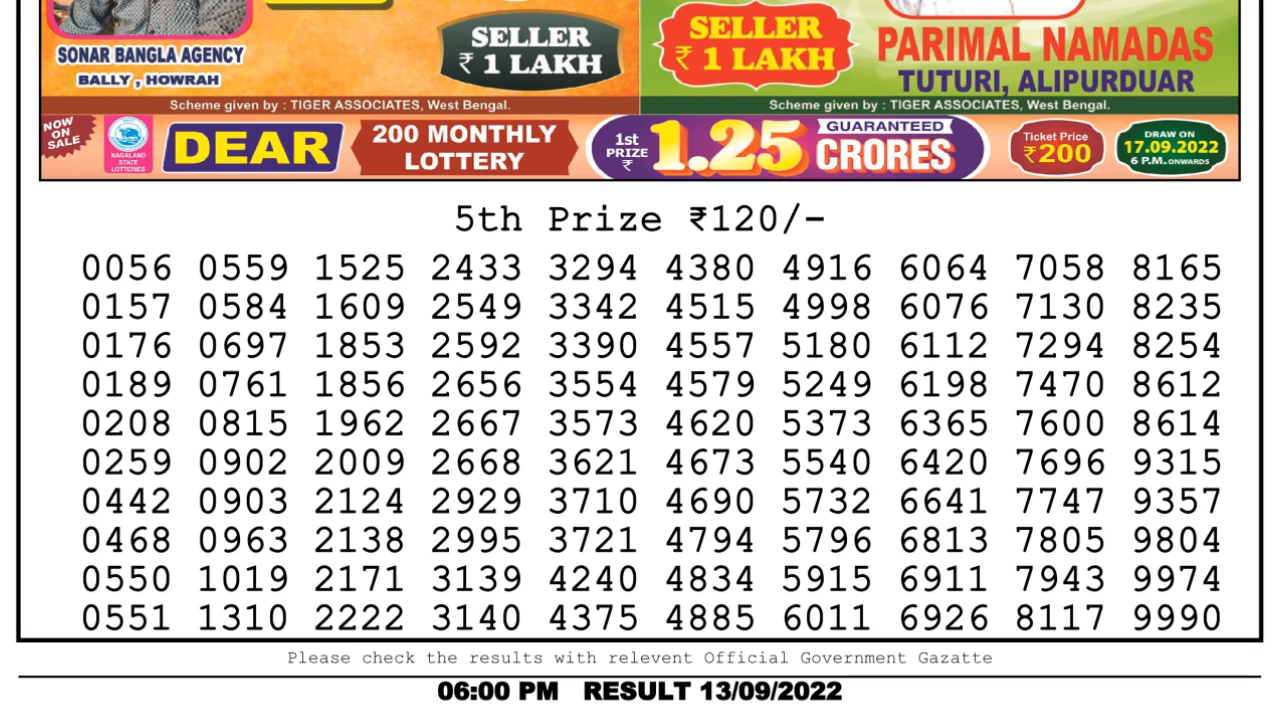 SONAR BANGLA AGENCY
BALLY , HOWRAH
SELLER
₹ 1 LAKH
SELLER
₹ 1 LAKH
PARIMAL NAMADAS
TUTURI, ALIPURDUAR
Scheme given by : TIGER ASSOCIATES, West Bengal.
Scheme given by : TIGER ASSOCIATES, West Bengal.
NOW
ON
SALE
NAGALAND
STATE
LOTTERIES
DEAR
200 MONTHLY
LOTTERY
1st
PRIZE
₹
1.25
GUARANTEED
CRORES
Ticket Price
₹200
DRAW ON
17.09.2022
6 P.M. ONWARDS
5th Prize ₹120/-
0056 0559 1525 2433 3294 4380 4916 6064 7058 8165
0157 0584 1609 2549 3342 4515 4998 6076 7130 8235
0176 0697 1853 2592 3390 4557 5180 6112 7294 8254
0189 0761 1856 2656 3554 4579 5249 6198 7470 8612
0208 0815 1962 2667 3573 4620 5373 6365 7600 8614
0259 0902 2009 2668 3621 4673 5540 6420 7696 9315
0442 0903 2124 2929 3710 4690 5732 6641 7747 9357
0468 0963 2138 2995 3721 4794 5796 6813 7805 9804
0550 1019 2171 3139 4240 4834 5915 6911 7943 9974
0551 1310 2222 3140 4375 4885 6011 6926 8117 9990
Please check the results with relevent Official Government Gazatte
06:00 PM RESULT 13/09/2022